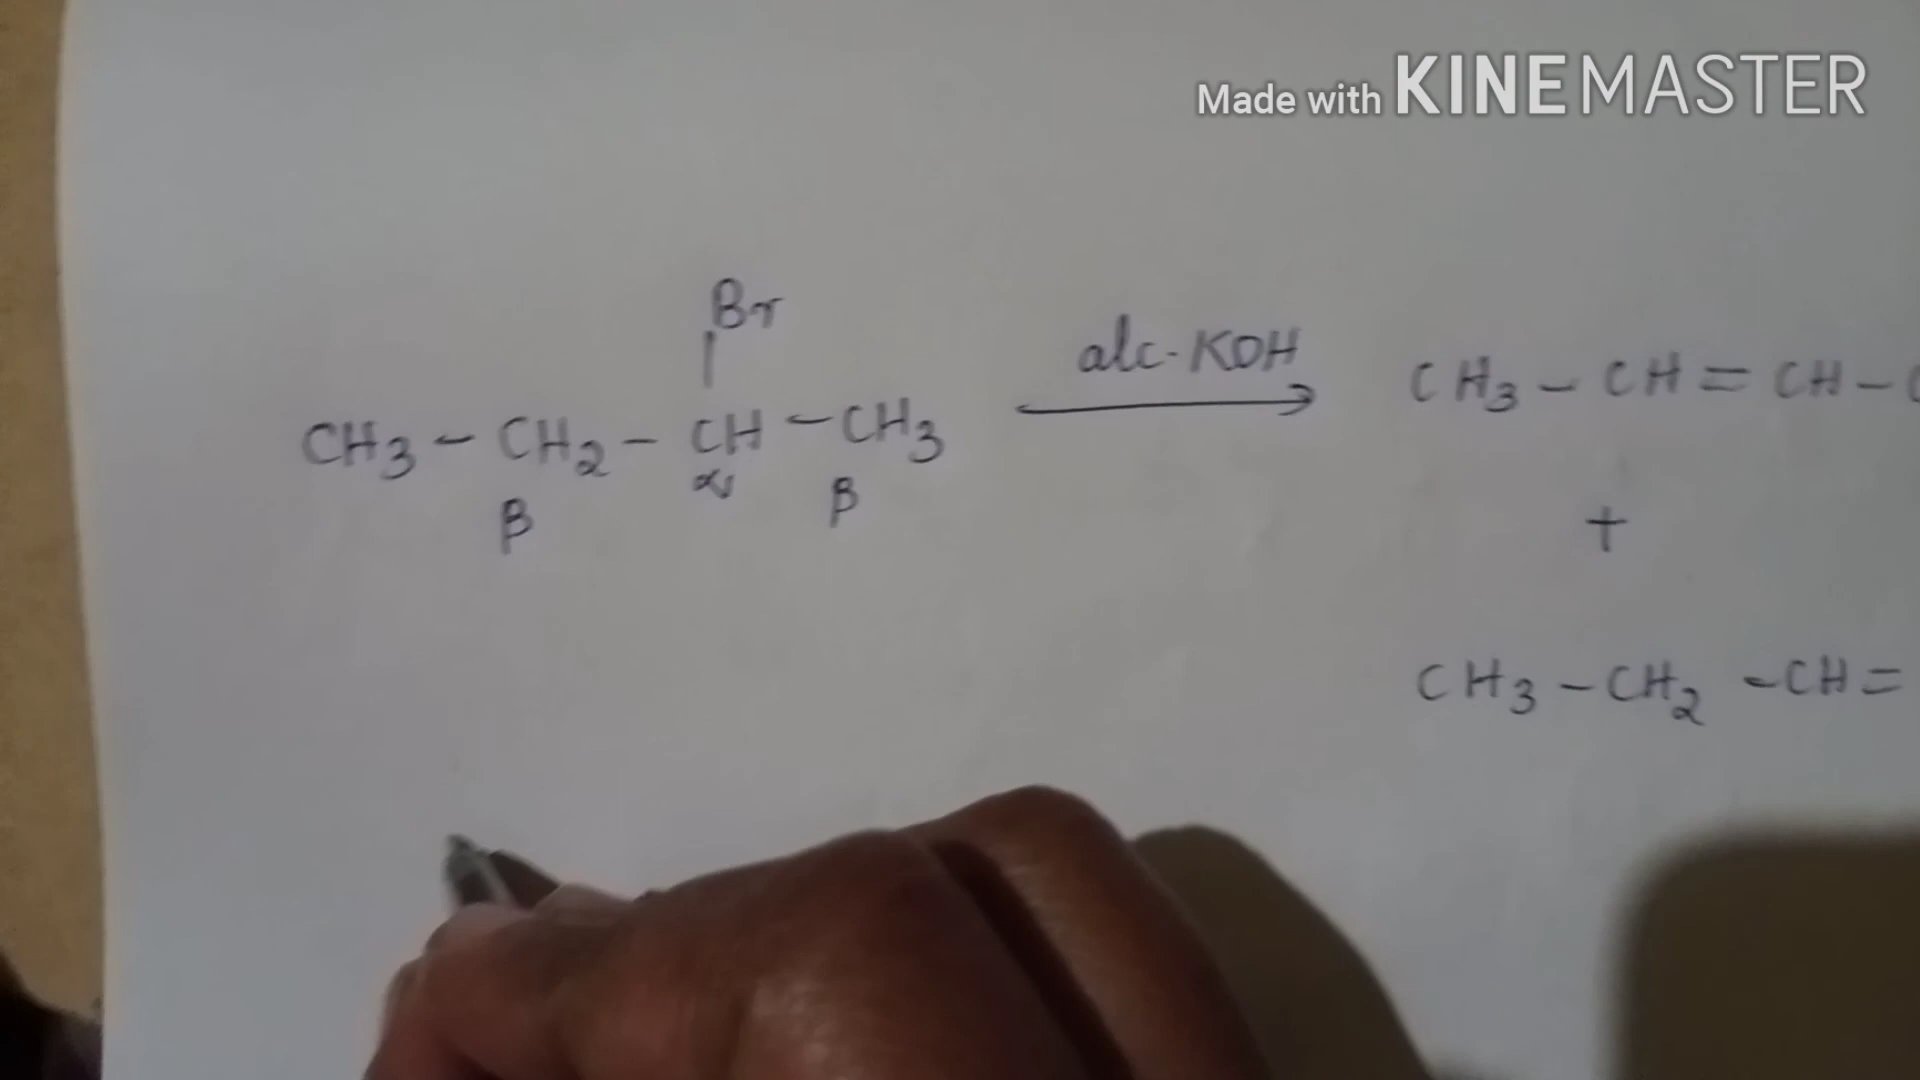 Made with KINEMASTER
Br
|
CH3 - CH2 - CH - CH3
β α β
alc-KOH
CH3 - CH = CH - C
+
CH3 - CH2 - CH =